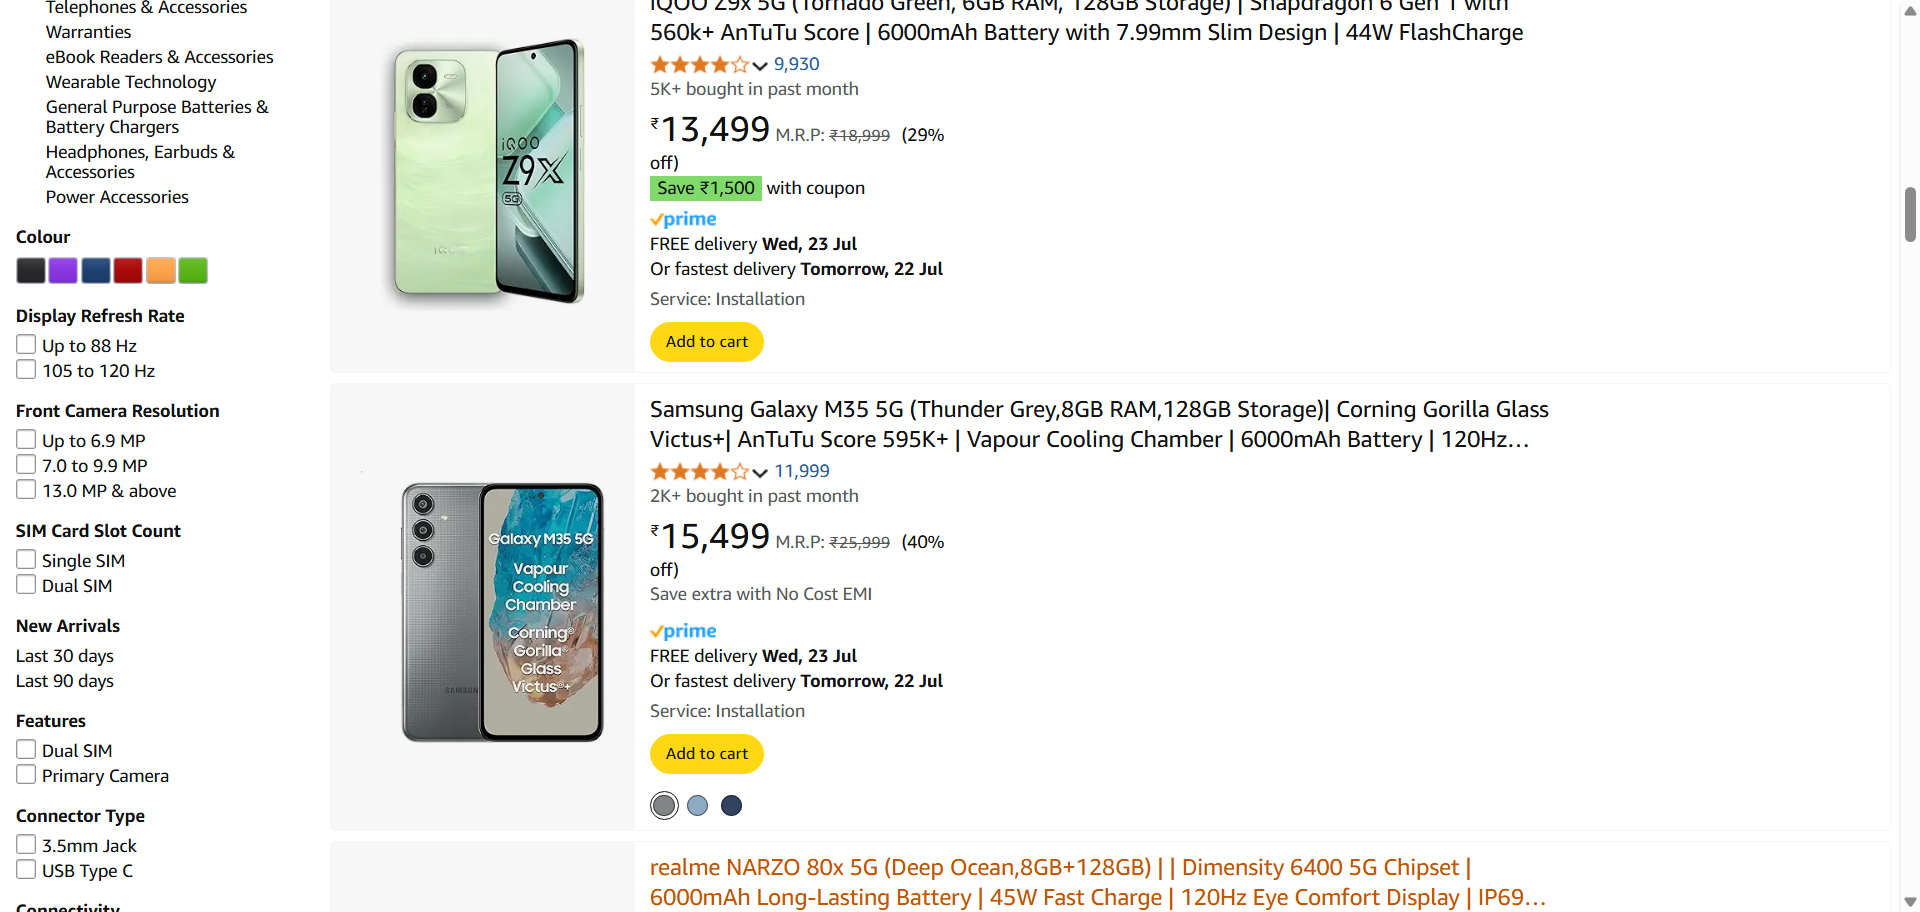 Telephones & Accessories
Warranties
eBook Readers & Accessories
Wearable Technology
General Purpose Batteries &
Battery Chargers
Headphones, Earbuds &
Accessories
Power Accessories
Colour
Display Refresh Rate
Up to 88 Hz
105 to 120 Hz
Front Camera Resolution
Up to 6.9 MP
7.0 to 9.9 MP
13.0 MP & above
SIM Card Slot Count
Single SIM
Dual SIM
New Arrivals
Last 30 days
Last 90 days
Features
Dual SIM
Primary Camera
Connector Type
3.5mm Jack
USB Type C
Connectivity
iQOO
Z9X
5G
iQOO
iQOO Z9x 5G (Tornado Green, 6GB RAM, 128GB Storage) | Snapdragon 6 Gen 1 with
560k+ AnTuTu Score | 6000mAh Battery with 7.99mm Slim Design | 44W FlashCharge
9,930
5K+ bought in past month
₹13,499 M.R.P: ₹18,999 (29%
off)
Save ₹1,500 with coupon
prime
FREE delivery Wed, 23 Jul
Or fastest delivery Tomorrow, 22 Jul
Service: Installation
Add to cart
Galaxy M35 5G
Vapour
Cooling
Chamber
Corning®
Gorilla®
Glass
Victus®+
SAMSUN
Samsung Galaxy M35 5G (Thunder Grey,8GB RAM,128GB Storage)| Corning Gorilla Glass
Victus+| AnTuTu Score 595K+ | Vapour Cooling Chamber | 6000mAh Battery | 120Hz…
11,999
2K+ bought in past month
₹15,499 M.R.P: ₹25,999 (40%
off)
Save extra with No Cost EMI
prime
FREE delivery Wed, 23 Jul
Or fastest delivery Tomorrow, 22 Jul
Service: Installation
Add to cart
realme NARZO 80x 5G (Deep Ocean,8GB+128GB) | | Dimensity 6400 5G Chipset |
6000mAh Long-Lasting Battery | 45W Fast Charge | 120Hz Eye Comfort Display | IP69…